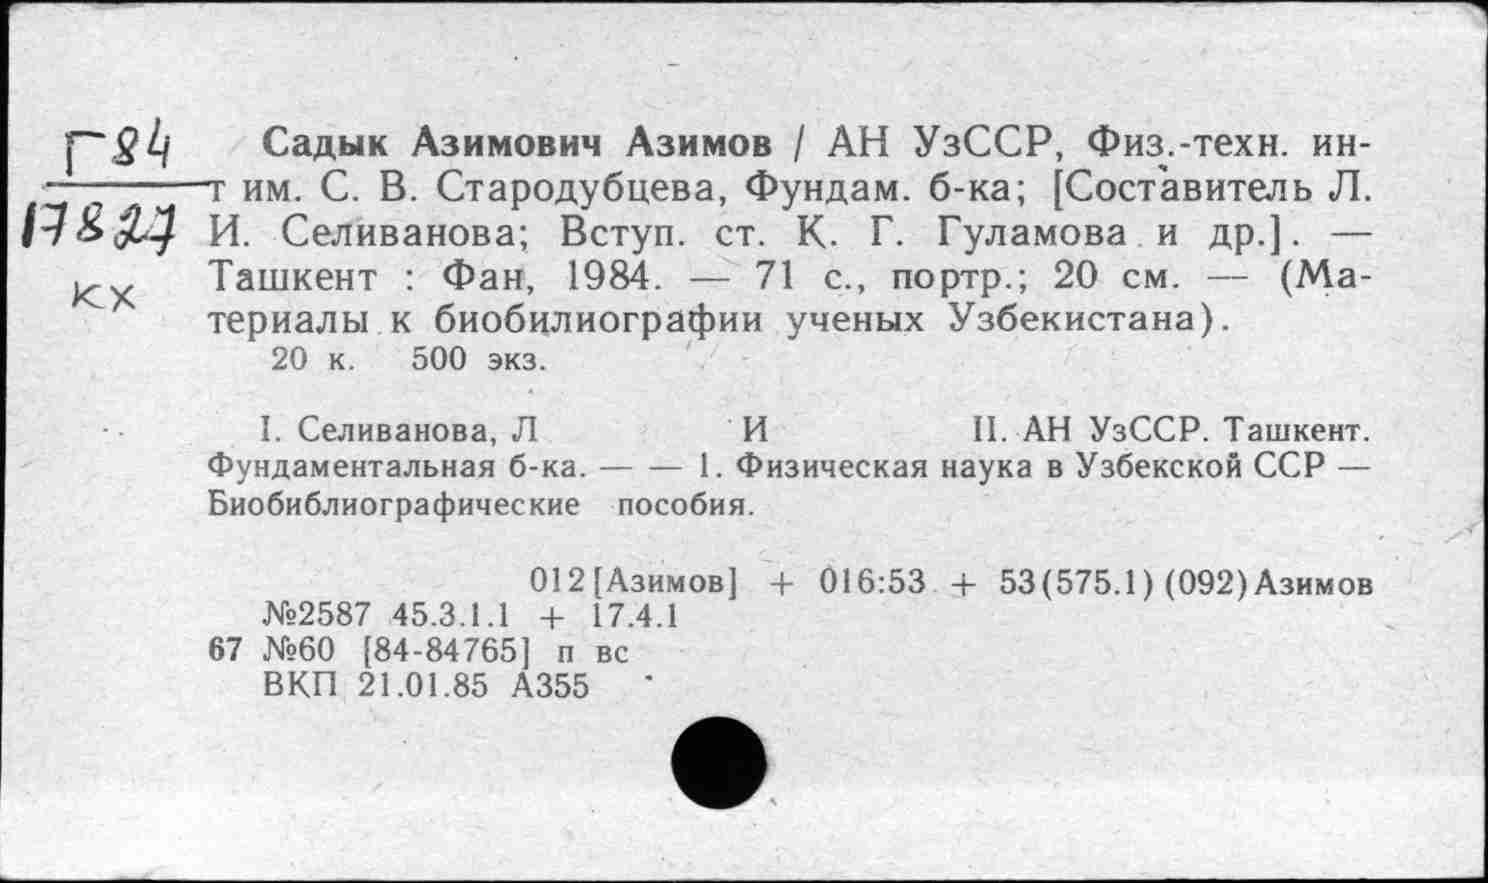 Г84
17827
кх
Садык Азимович Азимов / АН УзССР, Физ.-техн. ин-
т им. С. В. Стародубцева, Фундам. б-ка; [Составитель Л.
И. Селиванова; Вступ. ст. К. Г. Гуламова и др.]. —
Ташкент : Фан, 1984. — 71 с., портр.; 20 см. — (Ма-
териалы к биобилиографии ученых Узбекистана).
20 к. 500 экз.
I. Селиванова, Л И II. АН УзССР. Ташкент.
Фундаментальная б-ка. — — 1. Физическая наука в Узбекской ССР —
Биобиблиографические пособия.
012[Азимов] + 016:53 + 53(575.1)(092)Азимов
№2587 45.3.1.1 + 17.4.1
67 №60 [84-84765] п вс
ВКП 21.01.85 А355